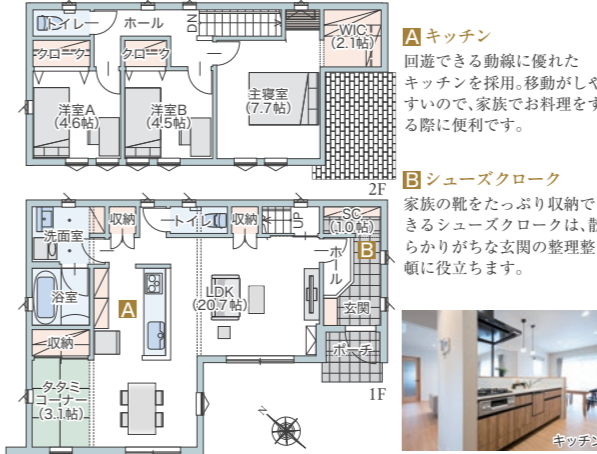 トイレ
ホール
DN
WIC
(2.1帖)
クローク
クローク
洋室A
(4.6帖)
洋室B
(4.5帖)
主寝室
(7.7帖)
2F
A キッチン
回遊できる動線に優れた
キッチンを採用。移動がしや
すいので、家族でお料理をす
る際に便利です。
B シューズクローク
家族の靴をたっぷり収納で
きるシューズクロークは、散
らかりがちな玄関の整理整
頓に役立ちます。
洗面室
収納
トイレ
収納
UP
SC
(1.0帖)
B
ホール
浴室
A
LDK
(20.7帖)
玄関
収納
ポーチ
タタミ
コーナー
(3.1帖)
1F
N
キッチン